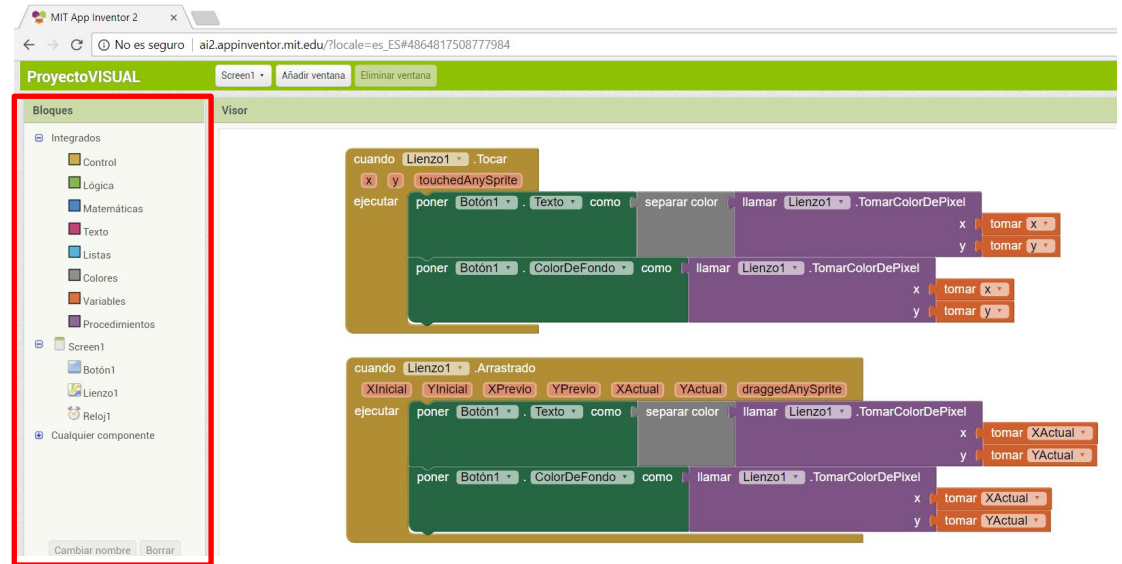 MIT App Inventor 2
No es seguro ai2.appinventor.mit.edu/?locale=es_ES#4864817508777984
ProyectoVISUAL Screen1 Añadir ventana Eliminar ventana
Bloques
Integrados
Control
Lógica
Matemáticas
Texto
Listas
Colores
Variables
Procedimientos
Screen1
Botón1
Lienzo1
Reloj1
Cualquier componente
Cambiar nombre Borrar
Visor
cuando Lienzo1 .Tocar
x y touchedAnySprite
ejecutar poner Botón1 . Texto como separar color llamar Lienzo1 .TomarColorDePixel
x tomar x
y tomar y
poner Botón1 . ColorDeFondo como llamar Lienzo1 .TomarColorDePixel
x tomar x
y tomar y
cuando Lienzo1 .Arrastrado
XInicial YInicial XPrevio YPrevio XActual YActual draggedAnySprite
ejecutar poner Botón1 . Texto como separar color llamar Lienzo1 .TomarColorDePixel
x tomar XActual
y tomar YActual
poner Botón1 . ColorDeFondo como llamar Lienzo1 .TomarColorDePixel
x tomar XActual
y tomar YActual